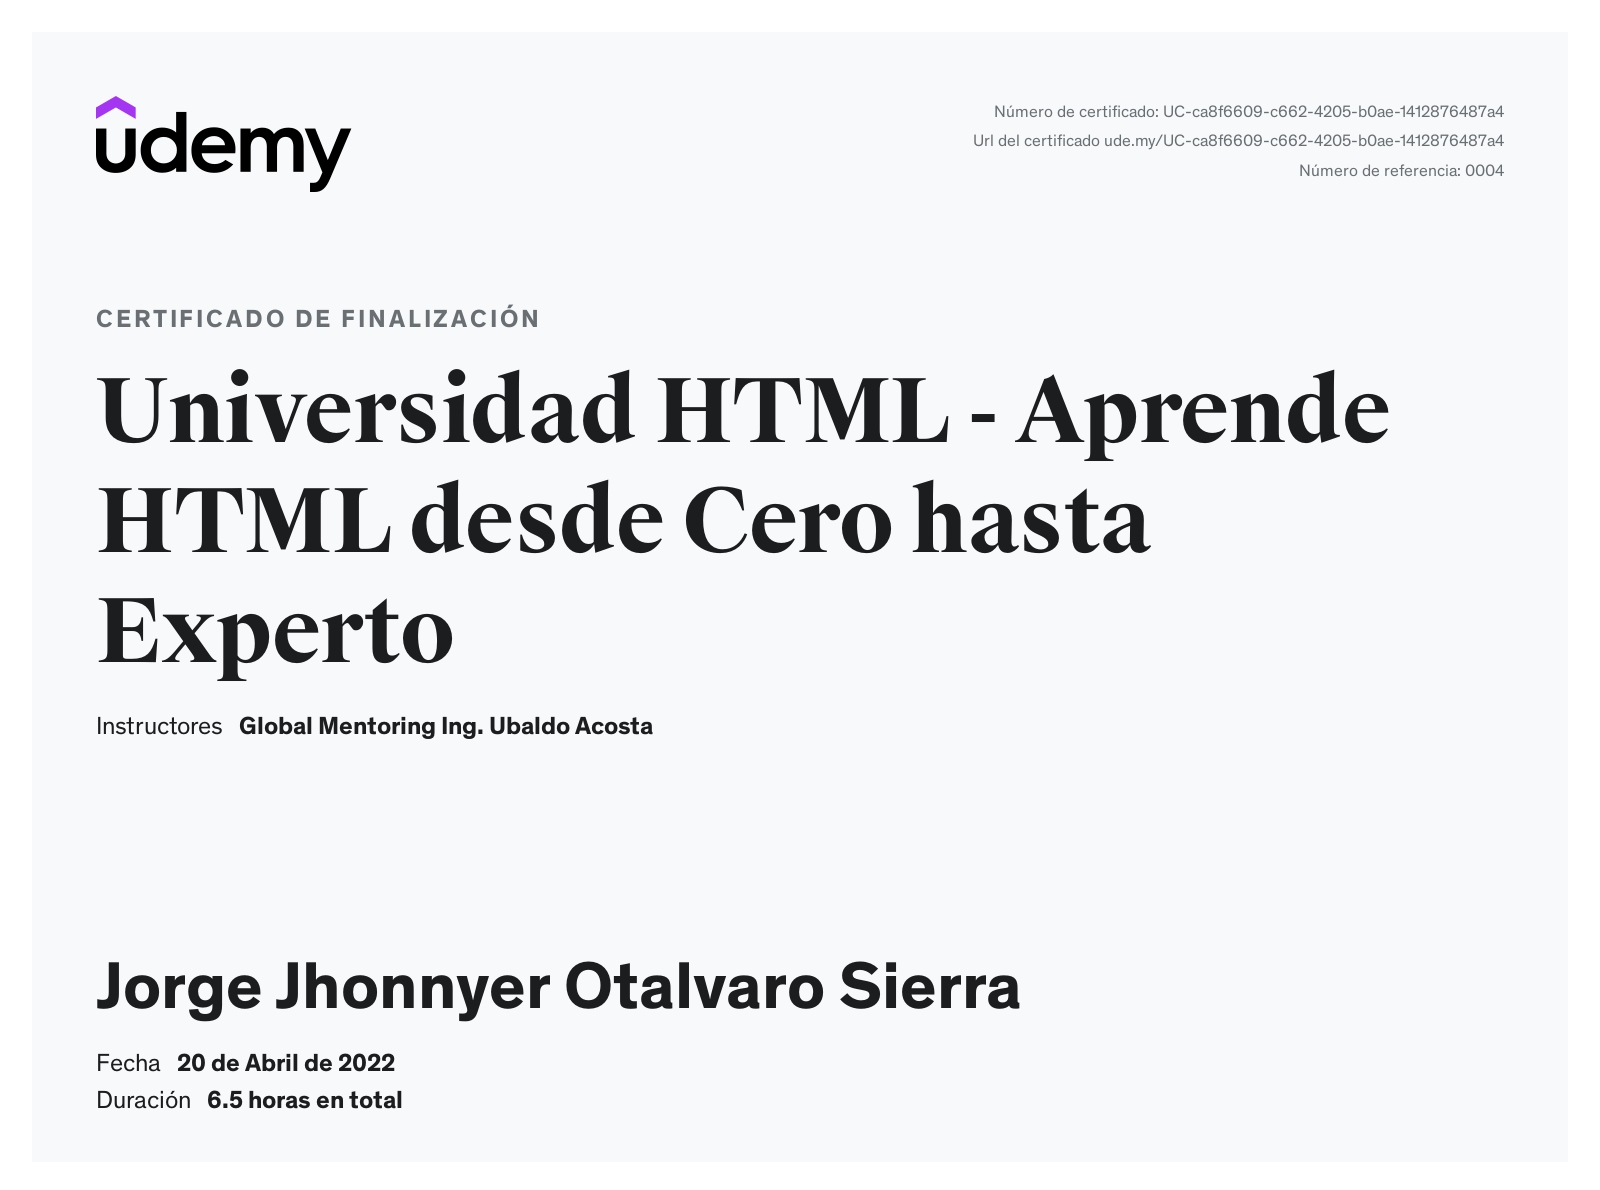 udemy
Número de certificado: UC-ca8f6609-c662-4205-b0ae-1412876487a4
Url del certificado ude.my/UC-ca8f6609-c662-4205-b0ae-1412876487a4
Número de referencia: 0004
CERTIFICADO DE FINALIZACIÓN
Universidad HTML - Aprende
HTML desde Cero hasta
Experto
Instructores Global Mentoring Ing. Ubaldo Acosta
Jorge Jhonnyer Otalvaro Sierra
Fecha 20 de Abril de 2022
Duración 6.5 horas en total